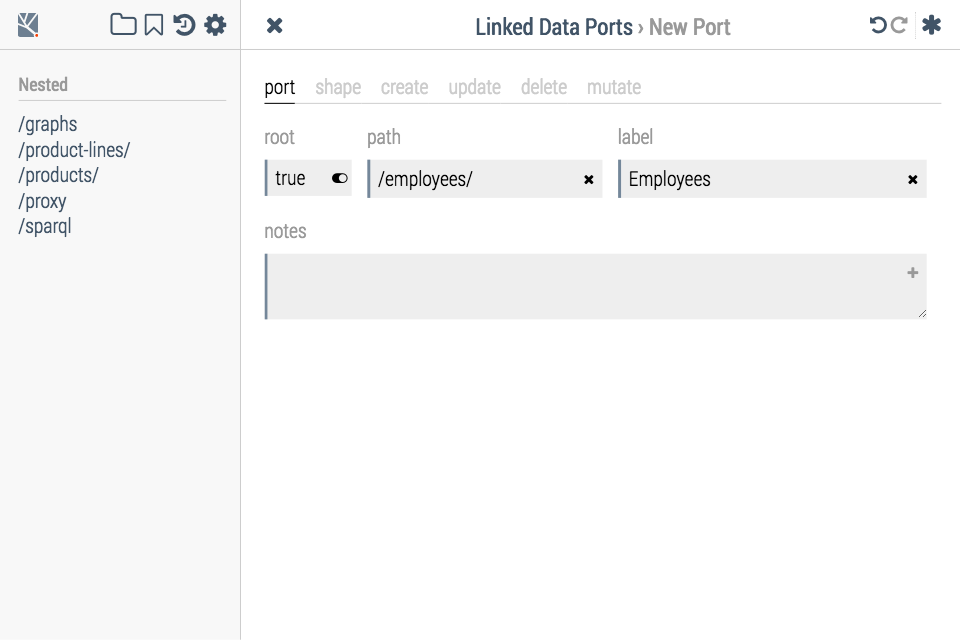 Linked Data Ports › New Port
Nested
/graphs
/product-lines/
/products/
/proxy
/sparql
port shape create update delete mutate
root path label
true /employees/ Employees
notes